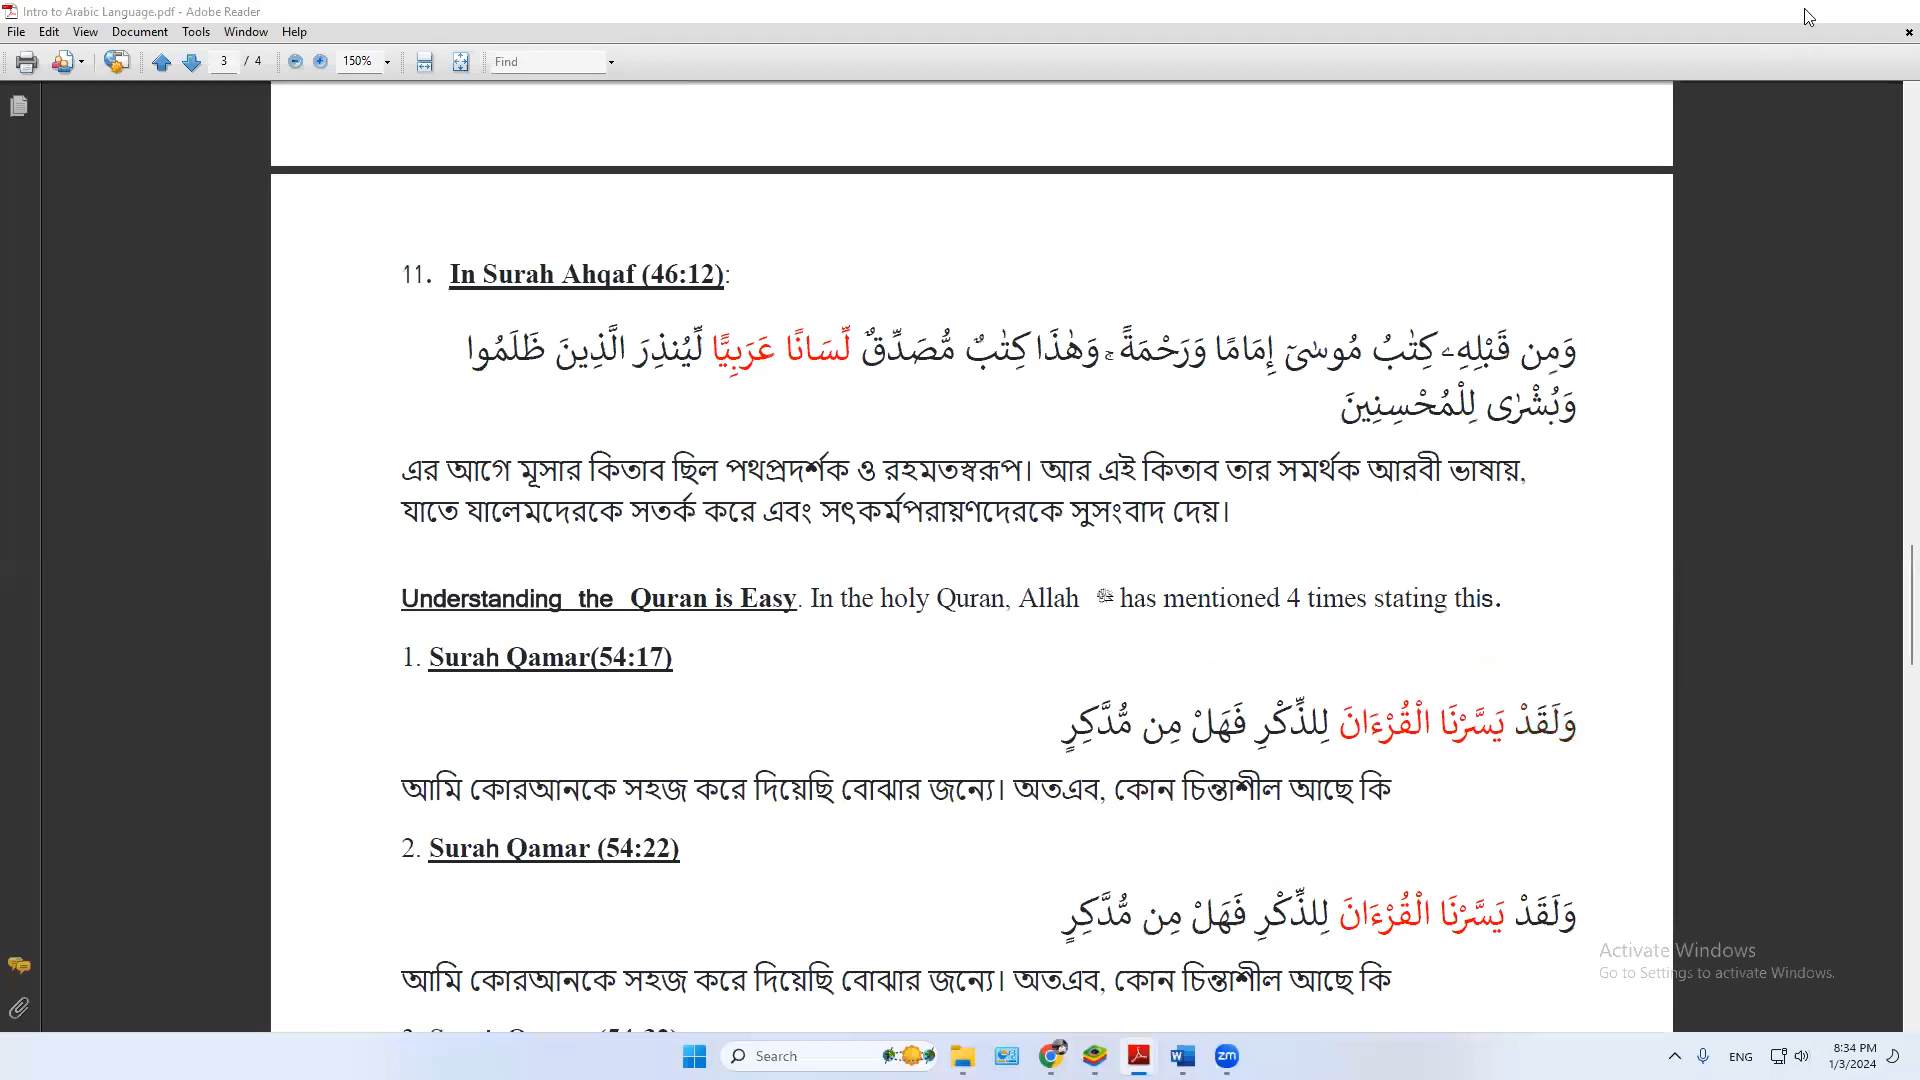 Intro to Arabic Language.pdf - Adobe Reader
File Edit View Document Tools Window Help
3 / 4 150% Find
11. In Surah Ahqaf (46:12):
وَمِن قَبْلِهِۦ كِتَٰبُ مُوسَىٰٓ إِمَامًا وَرَحْمَةً ۚ وَهَٰذَا كِتَٰبٌ مُّصَدِّقٌ لِّسَانًا عَرَبِيًّا لِّيُنذِرَ الَّذِينَ ظَلَمُوا
وَبُشْرَىٰ لِلْمُحْسِنِينَ
এর আগে মূসার কিতাব ছিল পথপ্রদর্শক ও রহমতস্বরূপ। আর এই কিতাব তার সমর্থক আরবী ভাষায়,
যাতে যালেমদেরকে সতর্ক করে এবং সৎকর্মপরায়ণদেরকে সুসংবাদ দেয়।
Understanding the Quran is Easy. In the holy Quran, Allah ﷻ has mentioned 4 times stating this.
1. Surah Qamar(54:17)
وَلَقَدْ يَسَّرْنَا الْقُرْءَانَ لِلذِّكْرِ فَهَلْ مِن مُّدَّكِرٍ
আমি কোরআনকে সহজ করে দিয়েছি বোঝার জন্যে। অতএব, কোন চিন্তাশীল আছে কি
2. Surah Qamar (54:22)
وَلَقَدْ يَسَّرْنَا الْقُرْءَانَ لِلذِّكْرِ فَهَلْ مِن مُّدَّكِرٍ
আমি কোরআনকে সহজ করে দিয়েছি বোঝার জন্যে। অতএব, কোন চিন্তাশীল আছে কি
Activate Windows
Go to Settings to activate Windows.
Search
zm
ENG
8:34 PM
1/3/2024